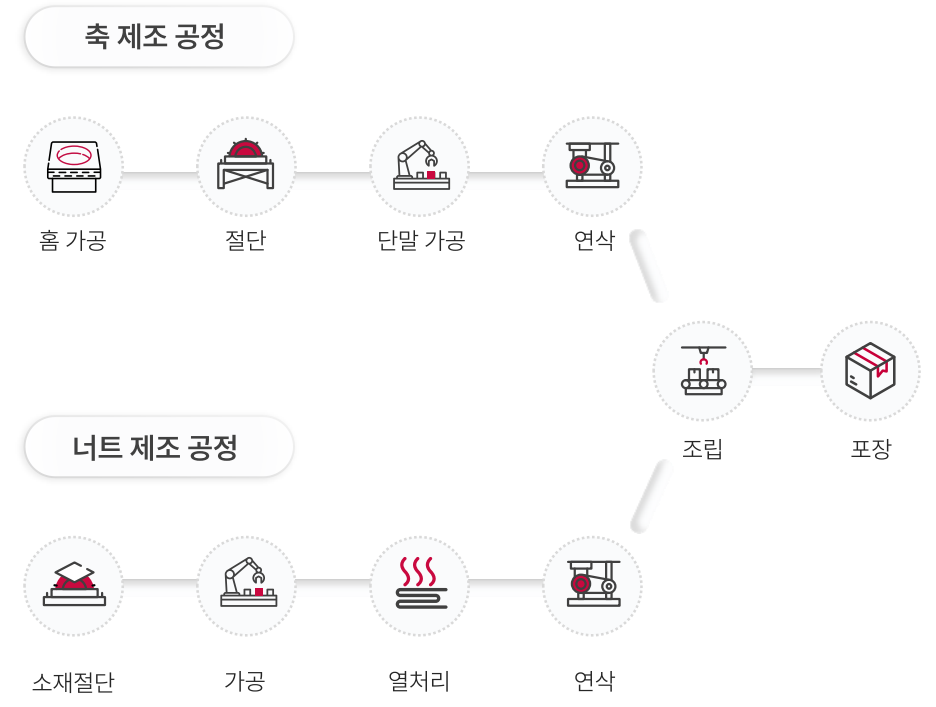 축 제조 공정
홈 가공
절단
단말 가공
연삭
조립
포장
너트 제조 공정
소재절단
가공
열처리
연삭